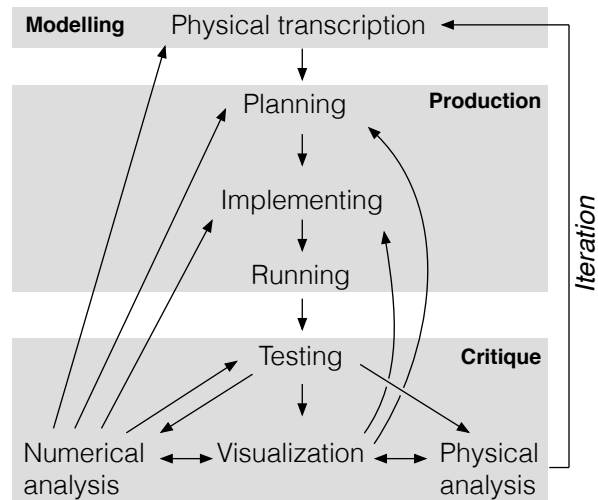 Modelling Physical transcription
Production
Planning
Implementing
Running
Iteration
Testing
Critique
Numerical
analysis
Visualization
Physical
analysis